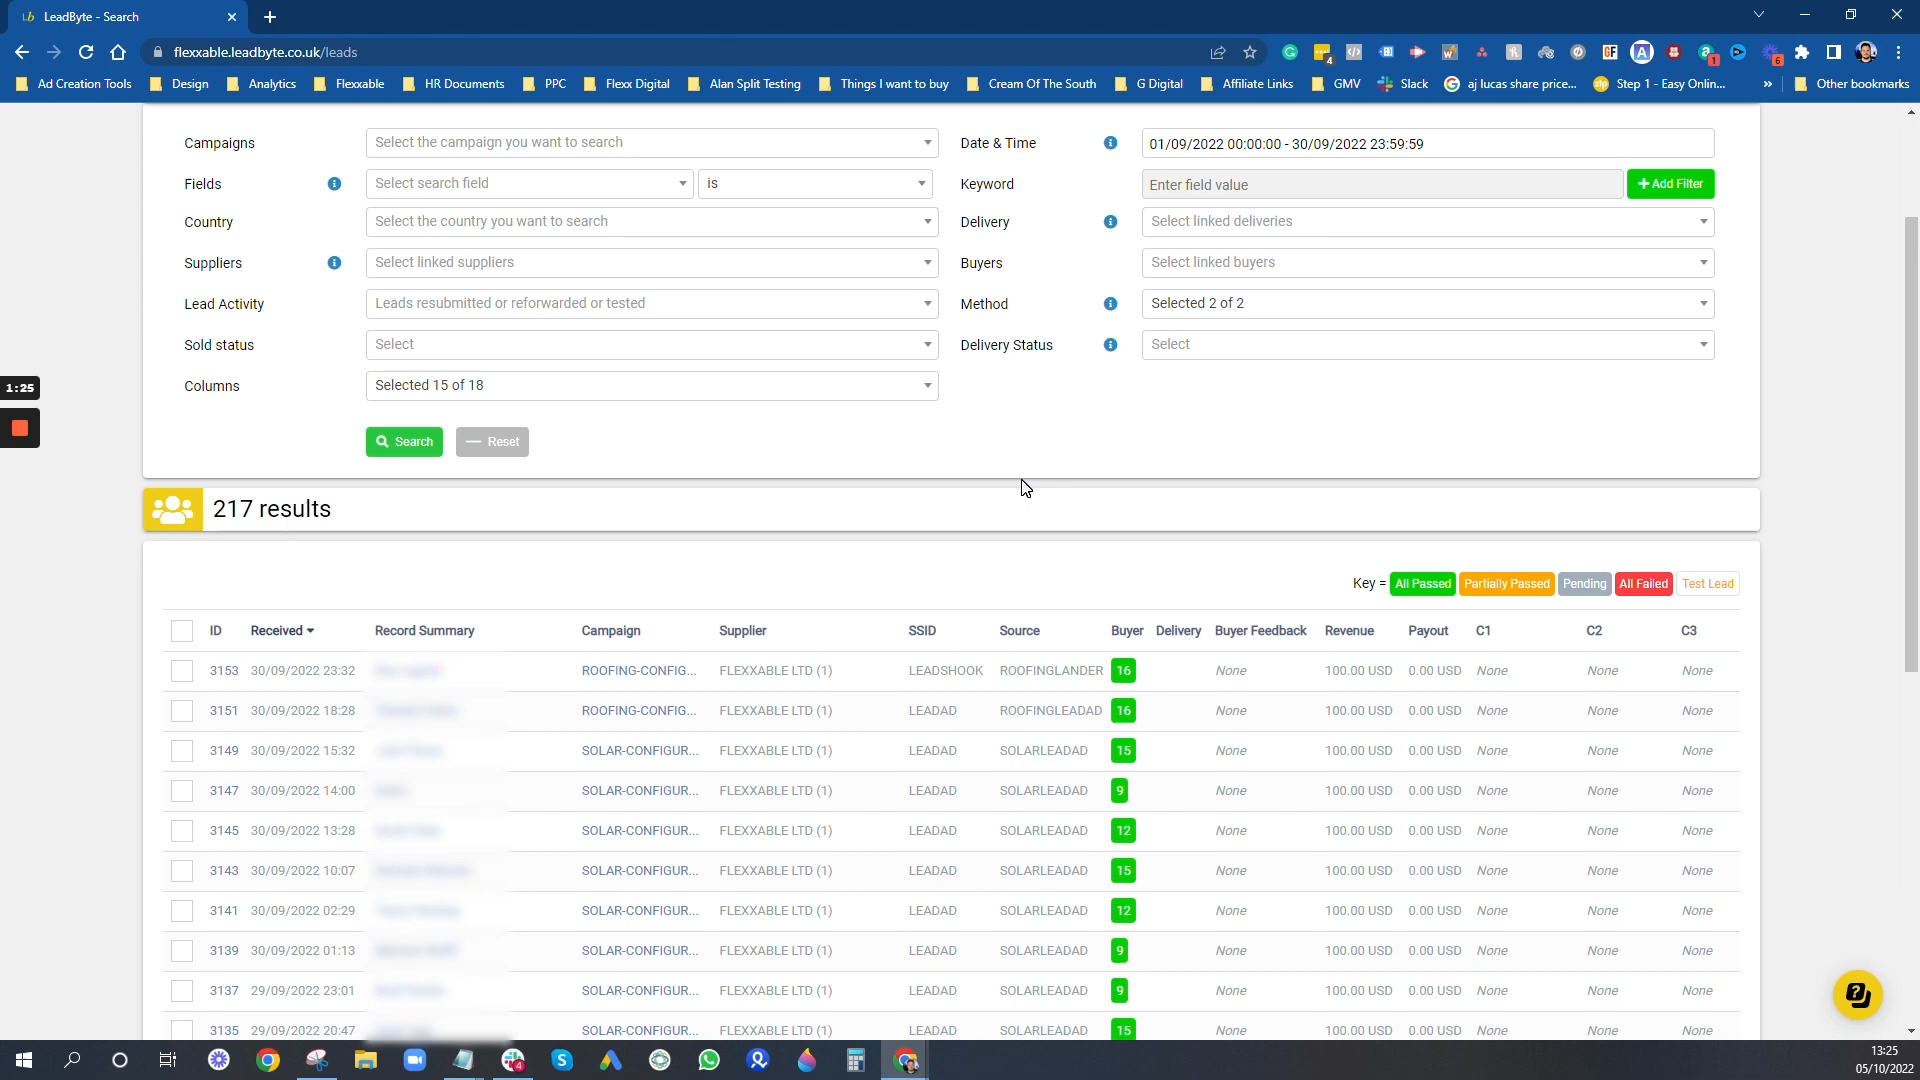 LeadByte - Search
flexxable.leadbyte.co.uk/leads
4
1
6
Ad Creation Tools
Design
Analytics
Flexxable
HR Documents
PPC
Flexx Digital
Alan Split Testing
Things I want to buy
Cream Of The South
G Digital
Affiliate Links
GMV
Slack
aj lucas share price...
Step 1 - Easy Onlin...
»
Other bookmarks
Campaigns
Select the campaign you want to search
Date & Time
01/09/2022 00:00:00 - 30/09/2022 23:59:59
Fields
Select search field
is
Keyword
Enter field value
+ Add Filter
Country
Select the country you want to search
Delivery
Select linked deliveries
Suppliers
Select linked suppliers
Buyers
Select linked buyers
Lead Activity
Leads resubmitted or reforwarded or tested
Method
Selected 2 of 2
Sold status
Select
Delivery Status
Select
1:25
Columns
Selected 15 of 18
Search
Reset
217 results
Key = All Passed Partially Passed Pending All Failed Test Lead
ID Received Record Summary Campaign Supplier SSID Source Buyer Delivery Buyer Feedback Revenue Payout C1 C2 C3
3153 30/09/2022 23:32 ROOFING-CONFIG... FLEXXABLE LTD (1) LEADSHOOK ROOFINGLANDER 16 None 100.00 USD 0.00 USD None None None
3151 30/09/2022 18:28 ROOFING-CONFIG... FLEXXABLE LTD (1) LEADAD ROOFINGLEADAD 16 None 100.00 USD 0.00 USD None None None
3149 30/09/2022 15:32 SOLAR-CONFIGUR... FLEXXABLE LTD (1) LEADAD SOLARLEADAD 15 None 100.00 USD 0.00 USD None None None
3147 30/09/2022 14:00 SOLAR-CONFIGUR... FLEXXABLE LTD (1) LEADAD SOLARLEADAD 9 None 100.00 USD 0.00 USD None None None
3145 30/09/2022 13:28 SOLAR-CONFIGUR... FLEXXABLE LTD (1) LEADAD SOLARLEADAD 12 None 100.00 USD 0.00 USD None None None
3143 30/09/2022 10:07 SOLAR-CONFIGUR... FLEXXABLE LTD (1) LEADAD SOLARLEADAD 15 None 100.00 USD 0.00 USD None None None
3141 30/09/2022 02:29 SOLAR-CONFIGUR... FLEXXABLE LTD (1) LEADAD SOLARLEADAD 12 None 100.00 USD 0.00 USD None None None
3139 30/09/2022 01:13 SOLAR-CONFIGUR... FLEXXABLE LTD (1) LEADAD SOLARLEADAD 9 None 100.00 USD 0.00 USD None None None
3137 29/09/2022 23:01 SOLAR-CONFIGUR... FLEXXABLE LTD (1) LEADAD SOLARLEADAD 9 None 100.00 USD 0.00 USD None None None
3135 29/09/2022 20:47 SOLAR-CONFIGUR... FLEXXABLE LTD (1) LEADAD SOLARLEADAD 15 None 100.00 USD 0.00 USD None None None
4
13:25
05/10/2022